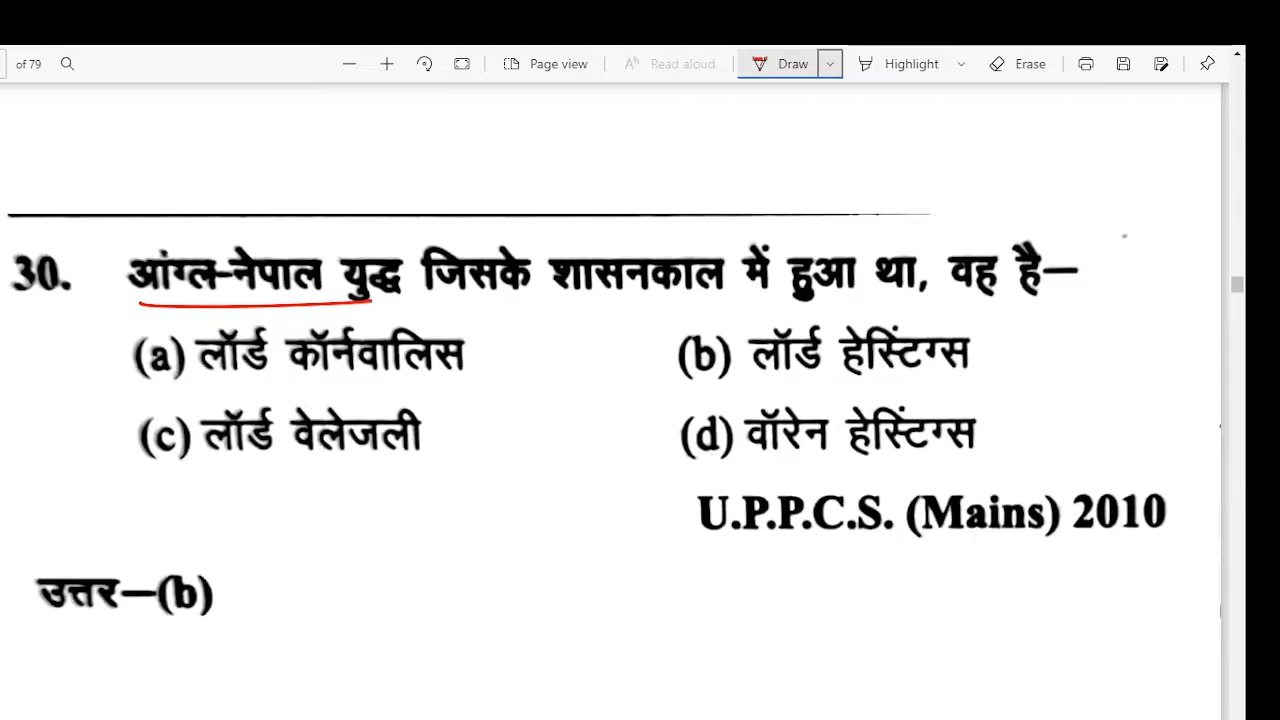 of 79 Page view Read aloud Draw Highlight Erase
30. आंग्ल-नेपाल युद्ध जिसके शासनकाल में हुआ था, वह है—
(a) लॉर्ड कॉर्नवालिस (b) लॉर्ड हेस्टिंग्स
(c) लॉर्ड वेलेजली (d) वॉरेन हेस्टिंग्स
U.P.P.C.S. (Mains) 2010
उत्तर—(b)